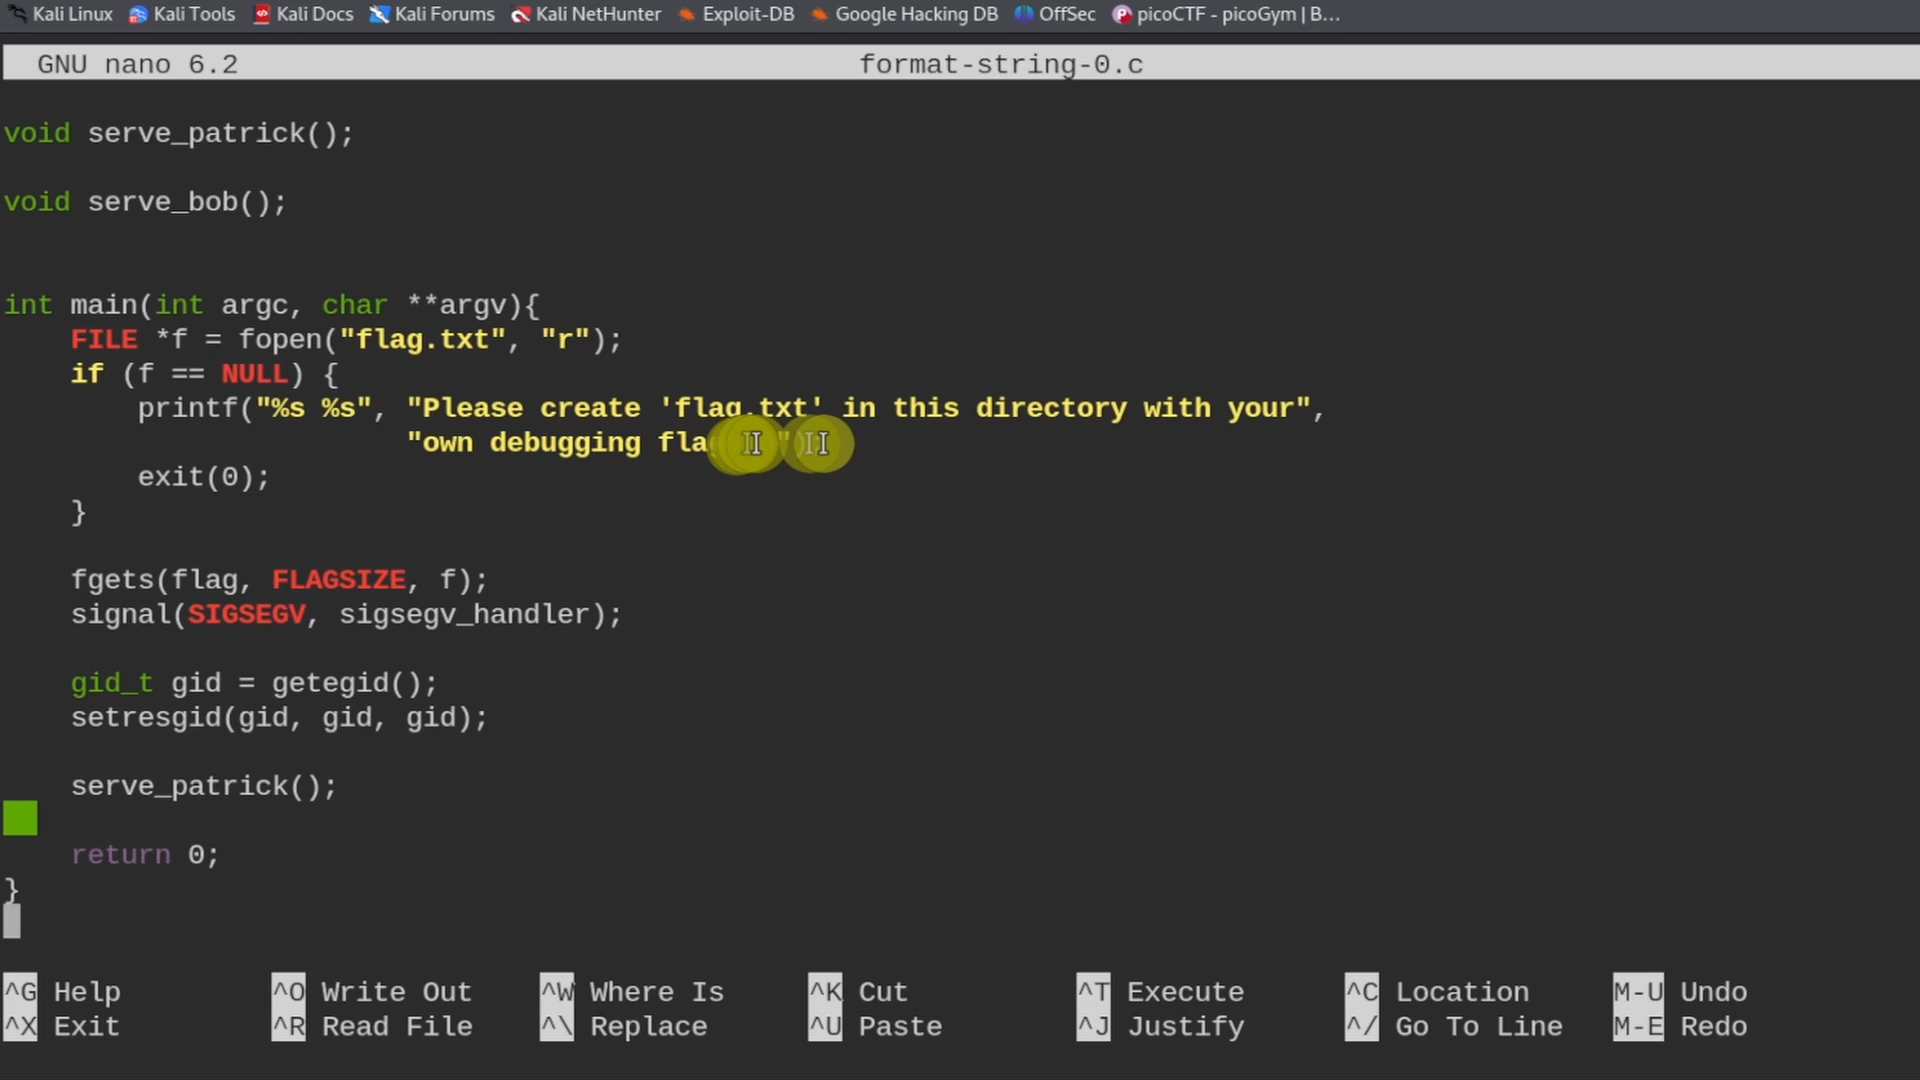 Kali Linux Kali Tools Kali Docs Kali Forums Kali NetHunter Exploit-DB Google Hacking DB OffSec picoCTF - picoGym | B...
GNU nano 6.2 format-string-0.c
void serve_patrick();
void serve_bob();
int main(int argc, char **argv){
FILE *f = fopen("flag.txt", "r");
if (f == NULL) {
printf("%s %s", "Please create 'flag.txt' in this directory with your",
"own debugging
exit(0);
}
fgets(flag, FLAGSIZE, f);
signal(SIGSEGV, sigsegv_handler);
gid_t gid = getegid();
setresgid(gid, gid, gid);
serve_patrick();
return 0;
}
^G Help ^O Write Out ^W Where Is ^K Cut ^T Execute ^C Location M-U Undo
^X Exit ^R Read File ^\ Replace ^U Paste ^J Justify ^/ Go To Line M-E Redo